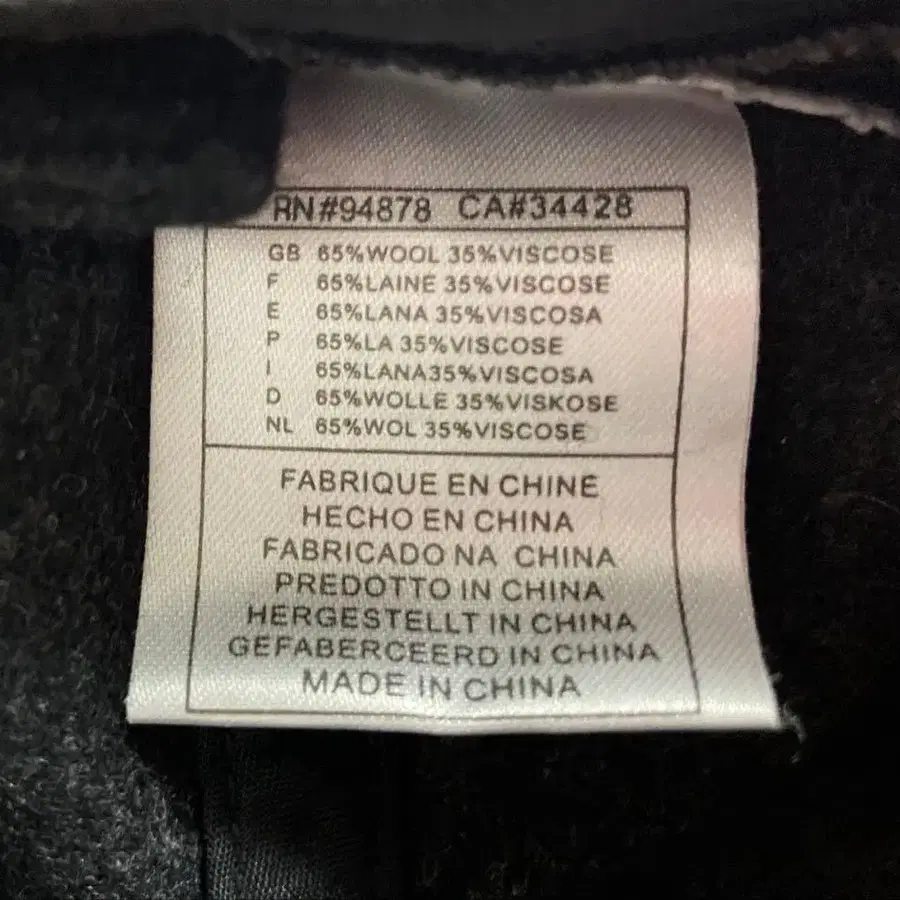 RN#94878 CA#34428
GB 65%WOOL 35%VISCOSE
F 65%LAINE 35%VISCOSE
E 65%LANA 35%VISCOSA
P 65%LA 35%VISCOSE
I 65%LANA35%VISCOSA
D 65%WOLLE 35%VISKOSE
NL 65%WOL 35%VISCOSE
FABRIQUE EN CHINE
HECHO EN CHINA
FABRICADO NA CHINA
PREDOTTO IN CHINA
HERGESTELLT IN CHINA
GEFABERCEERD IN CHINA
MADE IN CHINA